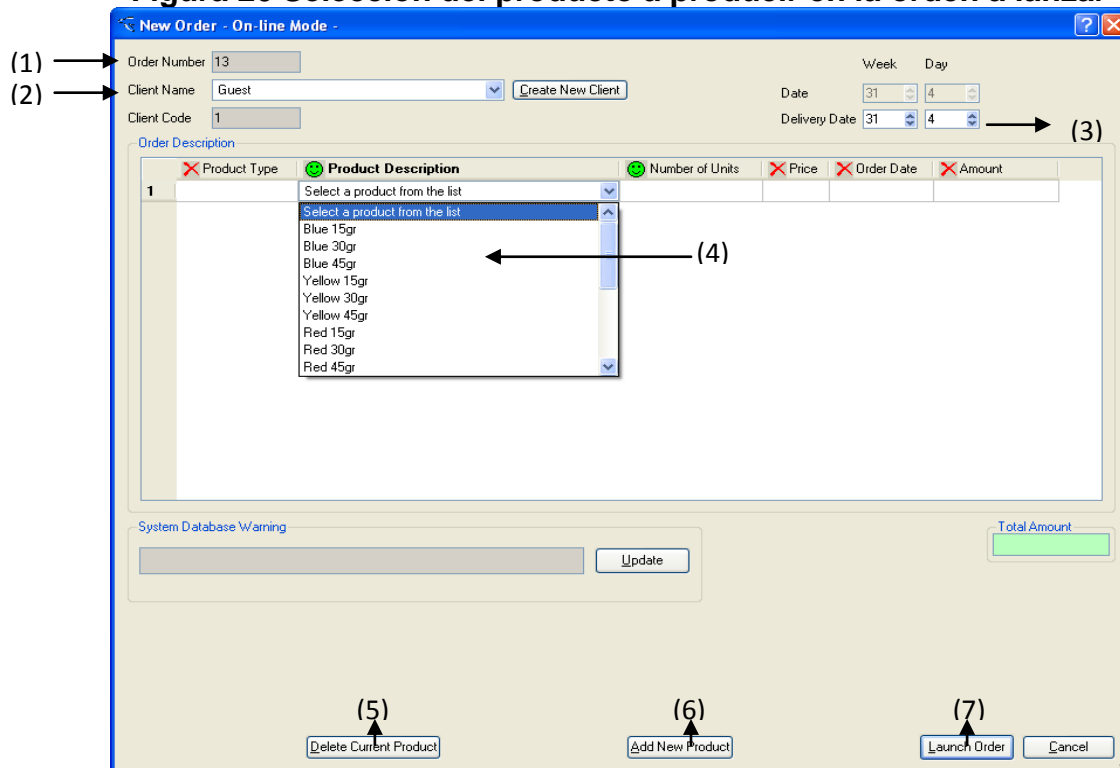 New Order - On-line Mode -
(1) Order Number 13 Week Day
(2) Client Name Guest Create New Client Date 31 4
Client Code 1 Delivery Date 31 4 (3)
Order Description
Product Type Product Description Number of Units Price Order Date Amount
1 Select a product from the list
Select a product from the list
Blue 15gr
Blue 30gr
Blue 45gr (4)
Yellow 15gr
Yellow 30gr
Yellow 45gr
Red 15gr
Red 30gr
Red 45gr
System Database Warning Total Amount
Update
(5) (6) (7)
Delete Current Product Add New Product Launch Order Cancel